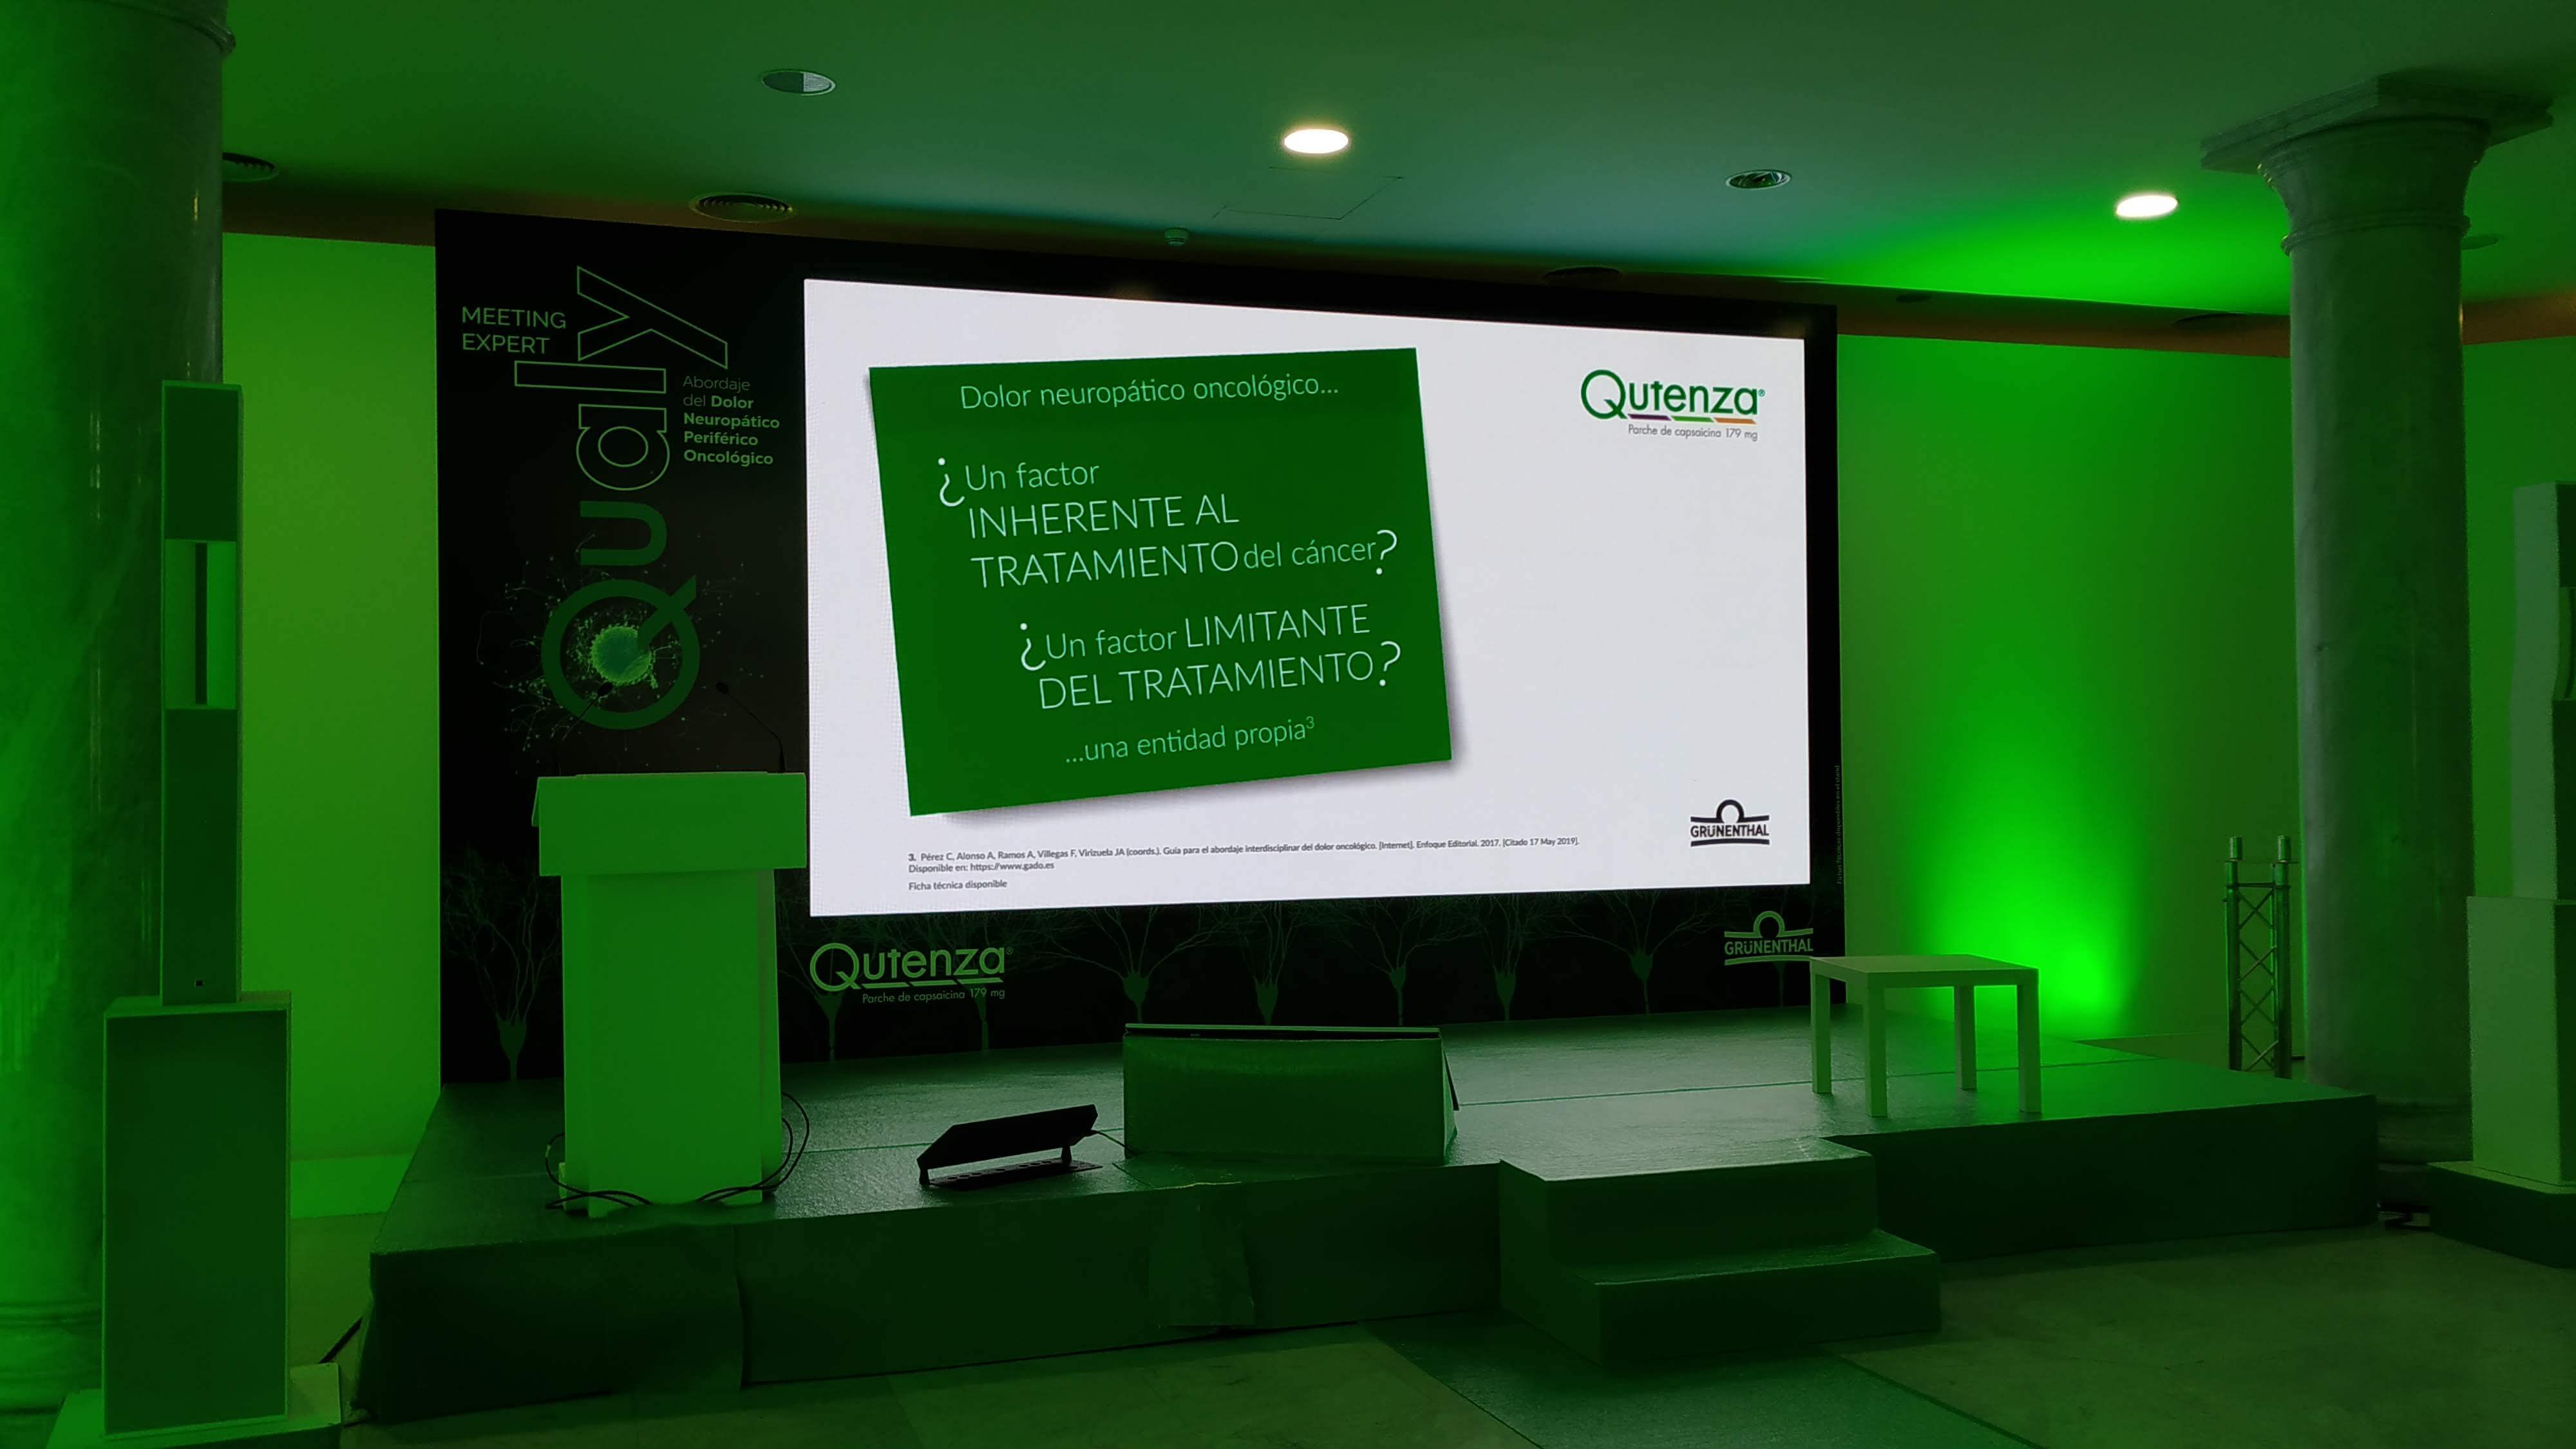 MEETING
EXPERT
Qualy
Abordaje
del Dolor
Neuropático
Periférico
Oncológico
Dolor neuropático oncológico...
¿Un factor
INHERENTE AL
TRATAMIENTO del cáncer?
¿Un factor LIMITANTE
DEL TRATAMIENTO?
...una entidad propia3
Qutenza®
Parche de capsaicina 179 mg
GRÜNENTHAL
3. Pérez C, Alonso A, Ramos A, Villegas F, Virizuela JA (coords.). Guía para el abordaje interdisciplinar del dolor oncológico. [Internet]. Enfoque Editorial. 2017. [Citado 17 May 2019].
Disponible en: https://www.gado.es
Ficha técnica disponible
Qutenza®
Parche de capsaicina 179 mg
GRÜNENTHAL